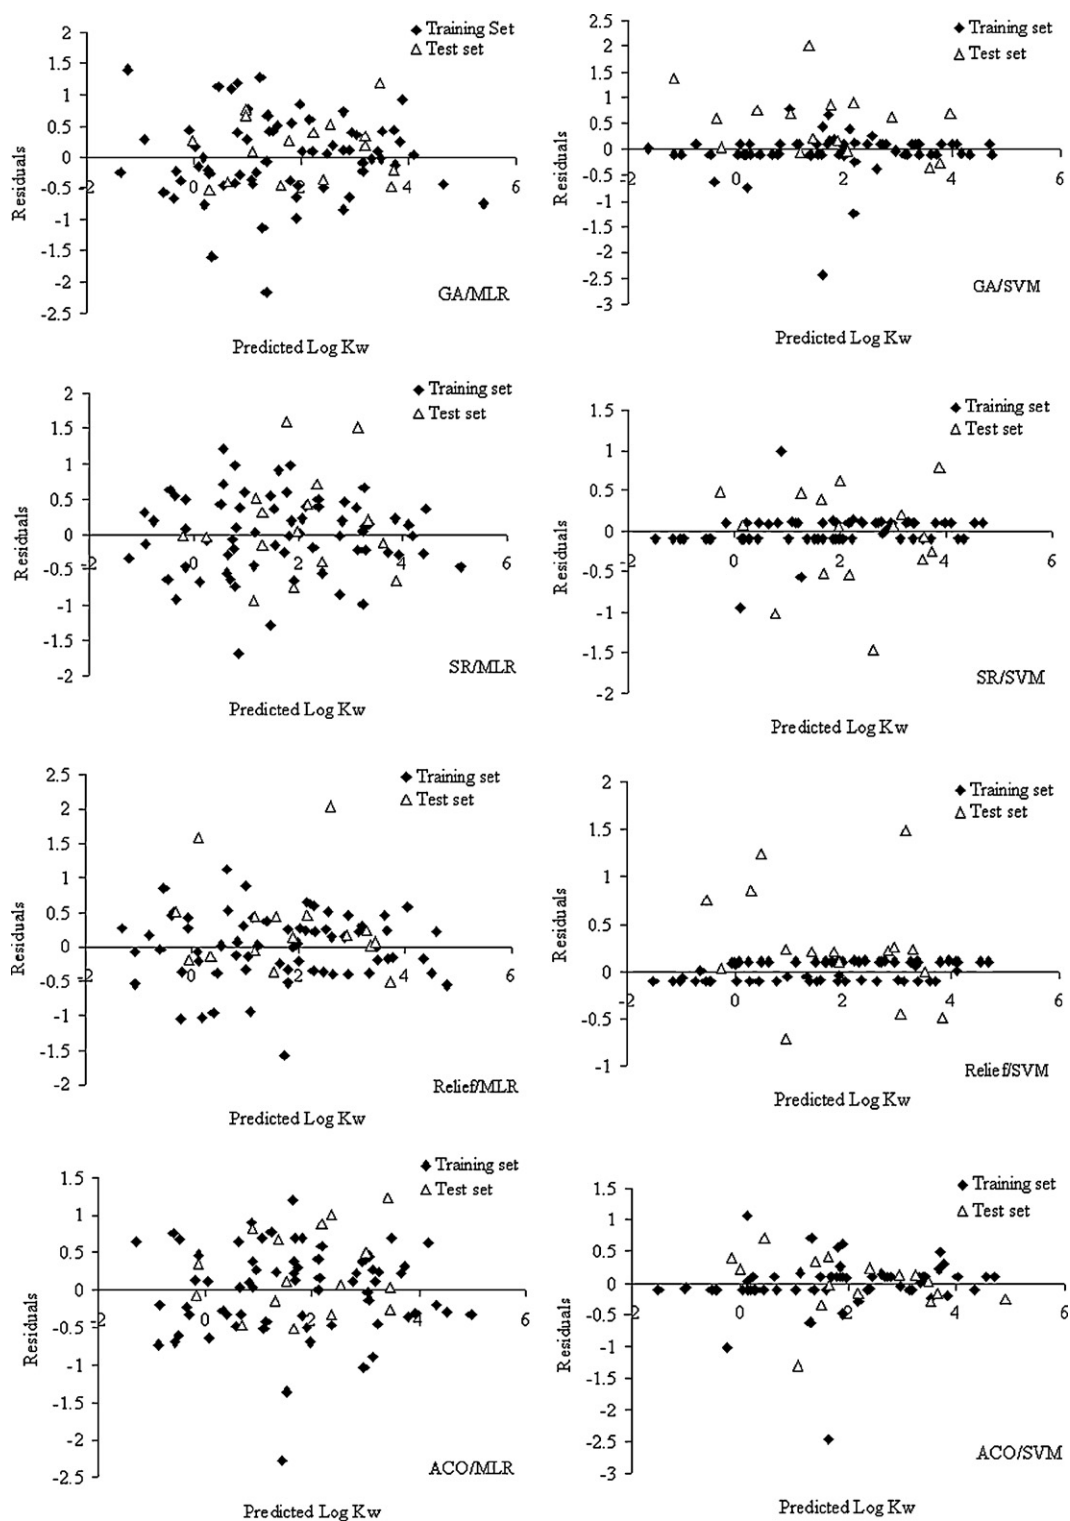 Training Set
Test set
2
1.5
1
0.5
0
-0.5
-1
-1.5
-2
-2.5
-2
0
2
4
6
Residuals
GA/MLR
Predicted Log Kw
Training set
Test set
2.5
2
1.5
1
0.5
0
-0.5
-1
-1.5
-2
-2.5
-3
-2
0
2
4
6
Residuals
GA/SVM
Predicted Log Kw
Training set
Test set
2
1.5
1
0.5
0
-0.5
-1
-1.5
-2
-2
0
2
4
6
Residuals
SR/MLR
Predicted Log Kw
Training set
Test set
1.5
1
0.5
0
-0.5
-1
-1.5
-2
-2
0
2
4
6
Residuals
SR/SVM
Predicted Log Kw
Training set
Test set
2.5
2
1.5
1
0.5
0
-0.5
-1
-1.5
-2
-2
0
2
4
6
Residuals
Relief/MLR
Predicted Log Kw
Training set
Test set
2
1.5
1
0.5
0
-0.5
-1
-2
0
2
4
6
Residuals
Relief/SVM
Predicted Log Kw
Training set
Test set
1.5
1
0.5
0
-0.5
-1
-1.5
-2
-2.5
-2
0
2
4
6
Residuals
ACO/MLR
Predicted Log Kw
Training set
Test set
1.5
1
0.5
0
-0.5
-1
-1.5
-2
-2.5
-3
-2
0
2
4
6
Residuals
ACO/SVM
Predicted Log Kw